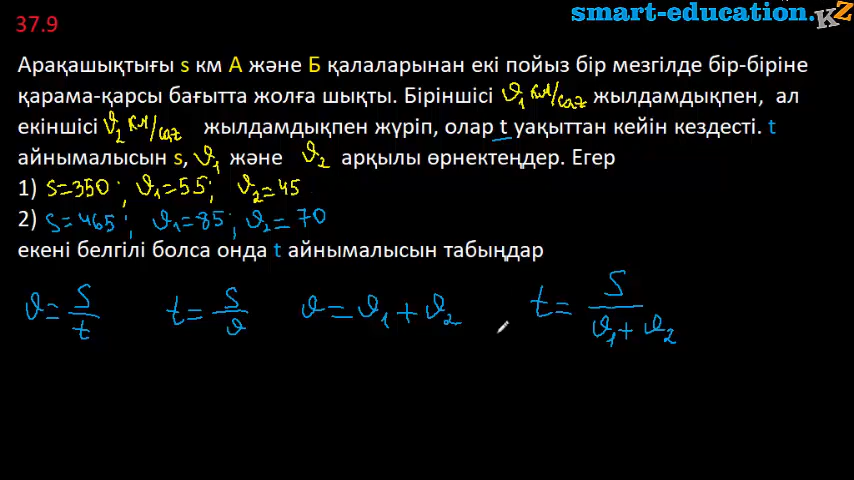 smart-education.KZ
37.9
Арақашықтығы s км А және Б қалаларынан екі пойыз бір мезгілде бір-біріне
қарама-қарсы бағытта жолға шықты. Біріншісі ϑ₁ км/сағ жылдамдықпен, ал
екіншісі ϑ₂ км/сағ жылдамдықпен жүріп, олар t уақыттан кейін кездесті. t
айнымалысын s, ϑ₁ және ϑ₂ арқылы өрнектеңдер. Егер
1) S=350; ϑ₁=55; ϑ₂=45
2) S=465; ϑ₁=85; ϑ₂=70
екені белгілі болса онда t айнымалысын табыңдар
ϑ=S/t t=S/ϑ ϑ=ϑ₁+ϑ₂ t=S/(ϑ₁+ϑ₂)